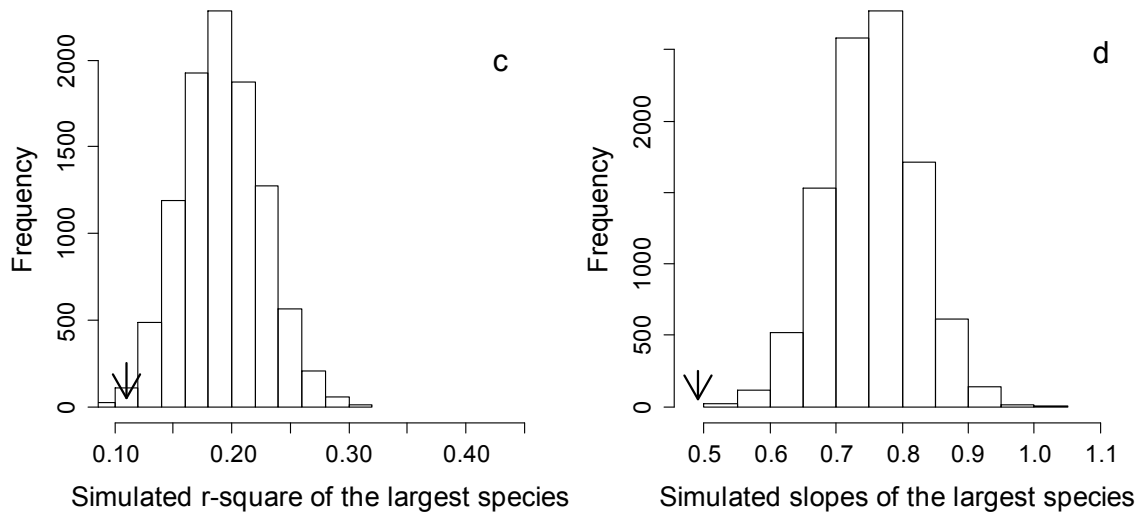 c
Frequency
2000
1500
1000
500
0
0.10 0.20 0.30 0.40
Simulated r-square of the largest species
d
Frequency
2000
1000
500
0
0.5 0.6 0.7 0.8 0.9 1.0 1.1
Simulated slopes of the largest species